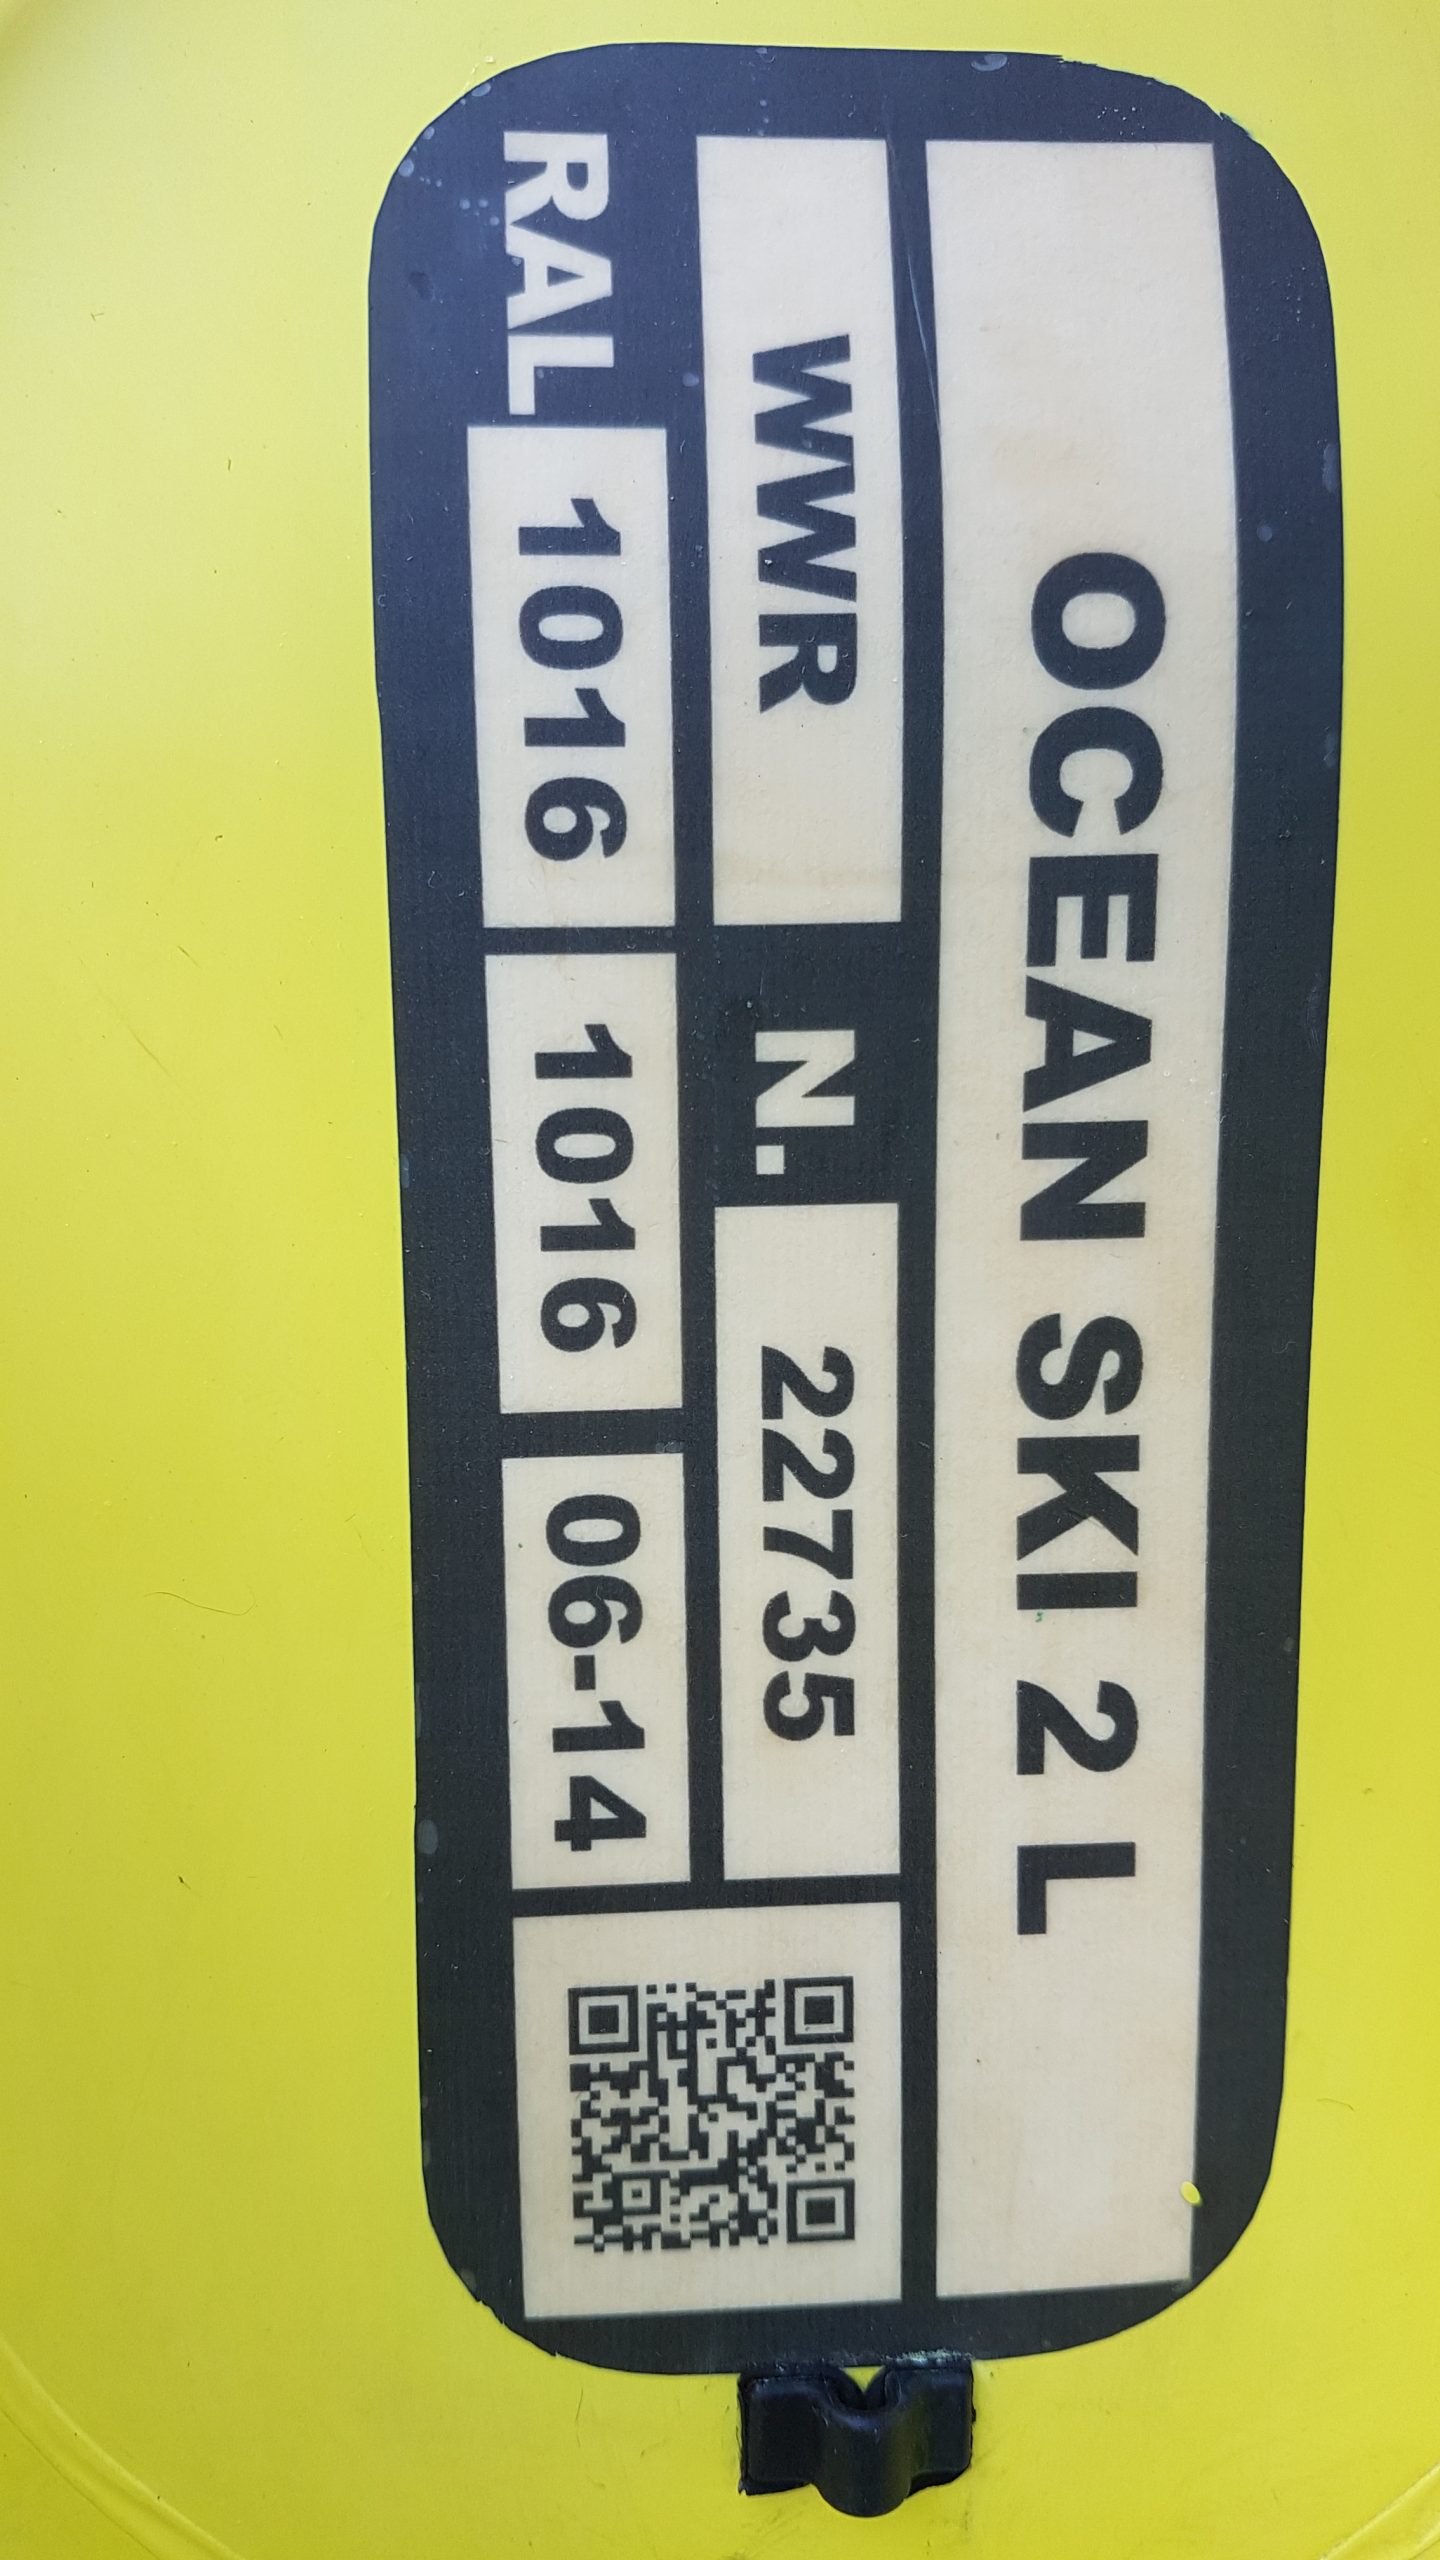 OCEAN SKI 2 L
WWR N. 22735
RAL 1016 1016 06-14